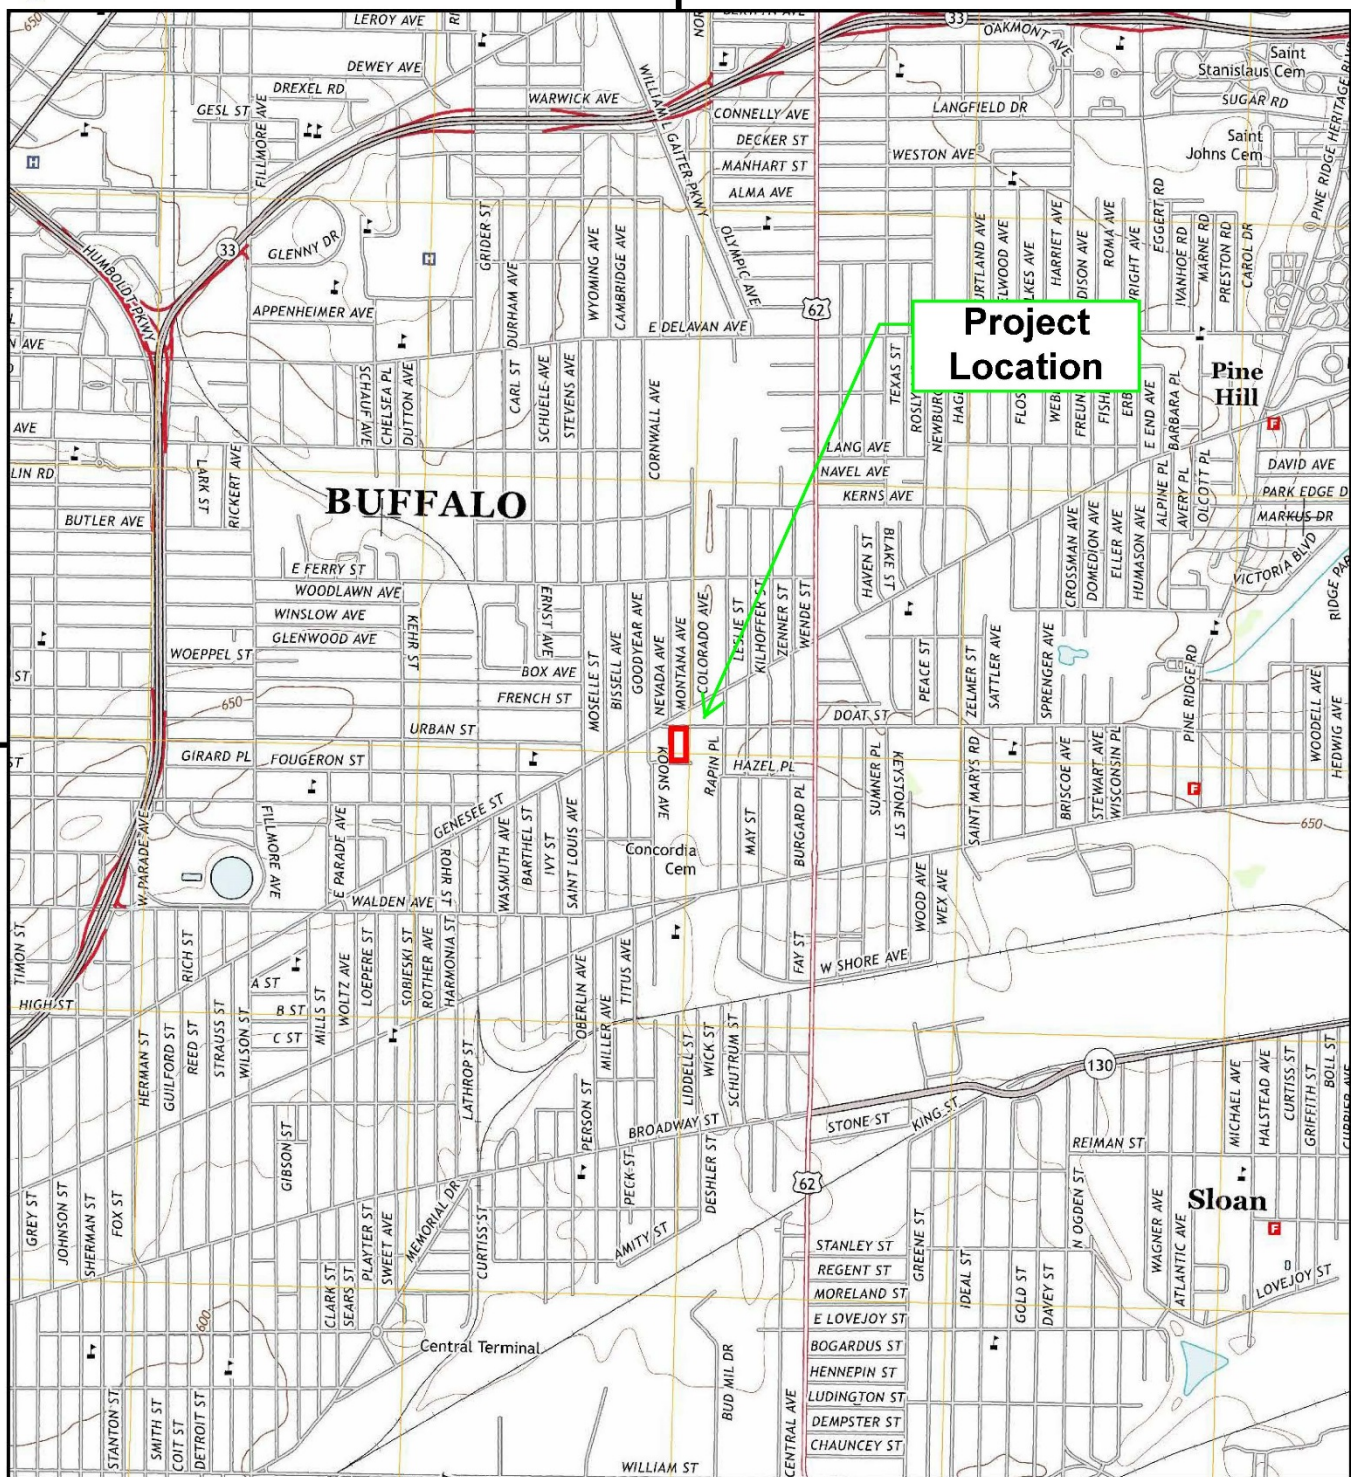 650
LEROY AVE
33
OAKMONT AVE
DEWEY AVE
Saint
Stanislaus Cem
DREXEL RD
WARWICK AVE
GESL ST
FILLMORE AVE
WILLIAM L GAITER PKWY
CONNELLY AVE
LANGFIELD DR
SUGAR RD
DECKER ST
Saint
Johns Cem
MANHART ST
WESTON AVE
ALMA AVE
H
PINE RIDGE HERITAGE
EGGERT RD
GRIDER ST
OLYMPIC AVE
HARRIET AVE
ROMA AVE
IVANHOE RD
MARNE RD
PRESTON RD
CAROL DR
33
GLENNY DR
HUMBOLDT PKWY
H
DURHAM AVE
WYOMING AVE
CAMBRIDGE AVE
APPENHEIMER AVE
E DELAVAN AVE
62
Project
Location
TEXAS ST
Pine
Hill
SCHAUF AVE
CHELSEA PL
DUTTON AVE
CARL ST
SCHUELE AVE
STEVENS AVE
CORNWALL AVE
E END AVE
BARBARA PL
F
AVE
LARK ST
RICKERT AVE
LANG AVE
NAVEL AVE
KERNS AVE
ALPINE PL
AVERY PL
OLCOTT PL
DAVID AVE
PARK EDGE D
MARKUS DR
VICTORIA BLVD
LIN RD
BUFFALO
BUTLER AVE
HAVEN ST
BLAKE ST
CROSSMAN AVE
DOMEDION AVE
ELLER AVE
HUMASON AVE
E FERRY ST
WOODLAWN AVE
WINSLOW AVE
GLENWOOD AVE
KEHR ST
ERNST AVE
GOODYEAR AVE
NEVADA AVE
MONTANA AVE
COLORADO AVE
LESLIE ST
KILHOFFER ST
ZENNER ST
WENDE ST
WOEPPEL ST
BOX AVE
MOSELLE ST
BISSELL AVE
PEACE ST
ZELMER ST
SATTLER AVE
SPRENGER AVE
PINE RIDGE RD
WOODELL AVE
HEDWIG AVE
ST
650
FRENCH ST
DOAT ST
URBAN ST
GIRARD PL
FOUGERON ST
KOONS AVE
RAPIN PL
HAZEL PL
SUMNER PL
KEYSTONE ST
SAINT MARYS RD
BRISCOE AVE
STEWART AVE
WISCONSIN PL
F
650
W PARADE AVE
FILLMORE AVE
E PARADE AVE
GENESEE ST
ROHR ST
WASMUTH AVE
BARTHEL ST
IVY ST
SAINT LOUIS AVE
Concordia
Cem
MAY ST
BURGARD PL
WALDEN AVE
WOOD AVE
WEX AVE
TIMON ST
RICH ST
A ST
B ST
C ST
MILLS ST
WOLTZ AVE
LOEPERE ST
SOBIESKI ST
ROTHER AVE
HARMONIA ST
OBERLIN AVE
MILLER AVE
TITUS AVE
FAY ST
W SHORE AVE
HIGH ST
HERMAN ST
GUILFORD ST
REED ST
STRAUSS ST
WILSON ST
LATHROP ST
LIDDELL ST
WICK ST
SCHUTRUM ST
130
MICHAEL AVE
HALSTEAD AVE
CURTISS ST
GRIFFITH ST
BOLL ST
GIBSON ST
PERSON ST
BROADWAY ST
STONE ST
KING ST
REIMAN ST
GREY ST
JOHNSON ST
SHERMAN ST
FOX ST
PECK ST
DESHLER ST
62
N OGDEN ST
WAGNER AVE
ATLANTIC AVE
Sloan
F
PLAYTER ST
SWEET AVE
MEMORIAL DR
CURTISS ST
AMITY ST
GREENE ST
STANLEY ST
REGENT ST
MORELAND ST
E LOVEJOY ST
BOGARDUS ST
HENNEPIN ST
LUDINGTON ST
DEMPSTER ST
CHAUNCEY ST
IDEAL ST
GOLD ST
DAVEY ST
LOVEJOY ST
CLARK ST
SEARS ST
600
Central Terminal
BUD MIL DR
CENTRAL AVE
STANTON ST
SMITH ST
COIT ST
DETROIT ST
WILLIAM ST